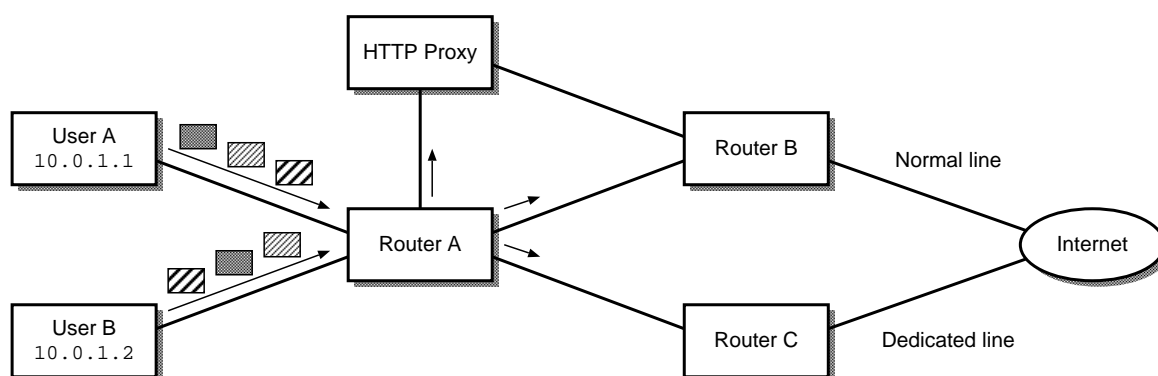 HTTP Proxy
User A
10.0.1.1
Router B
Normal line
Router A
Internet
User B
10.0.1.2
Router C
Dedicated line